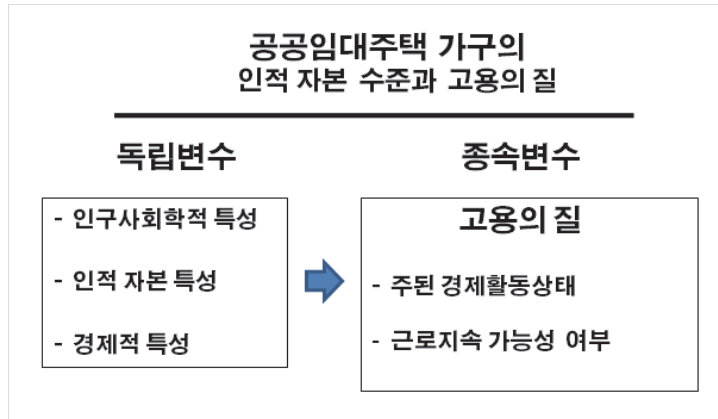 공공임대주택 가구의
인적 자본 수준과 고용의 질
독립변수
- 인구사회학적 특성
- 인적 자본 특성
- 경제적 특성
종속변수
고용의 질
- 주된 경제활동상태
- 근로지속 가능성 여부